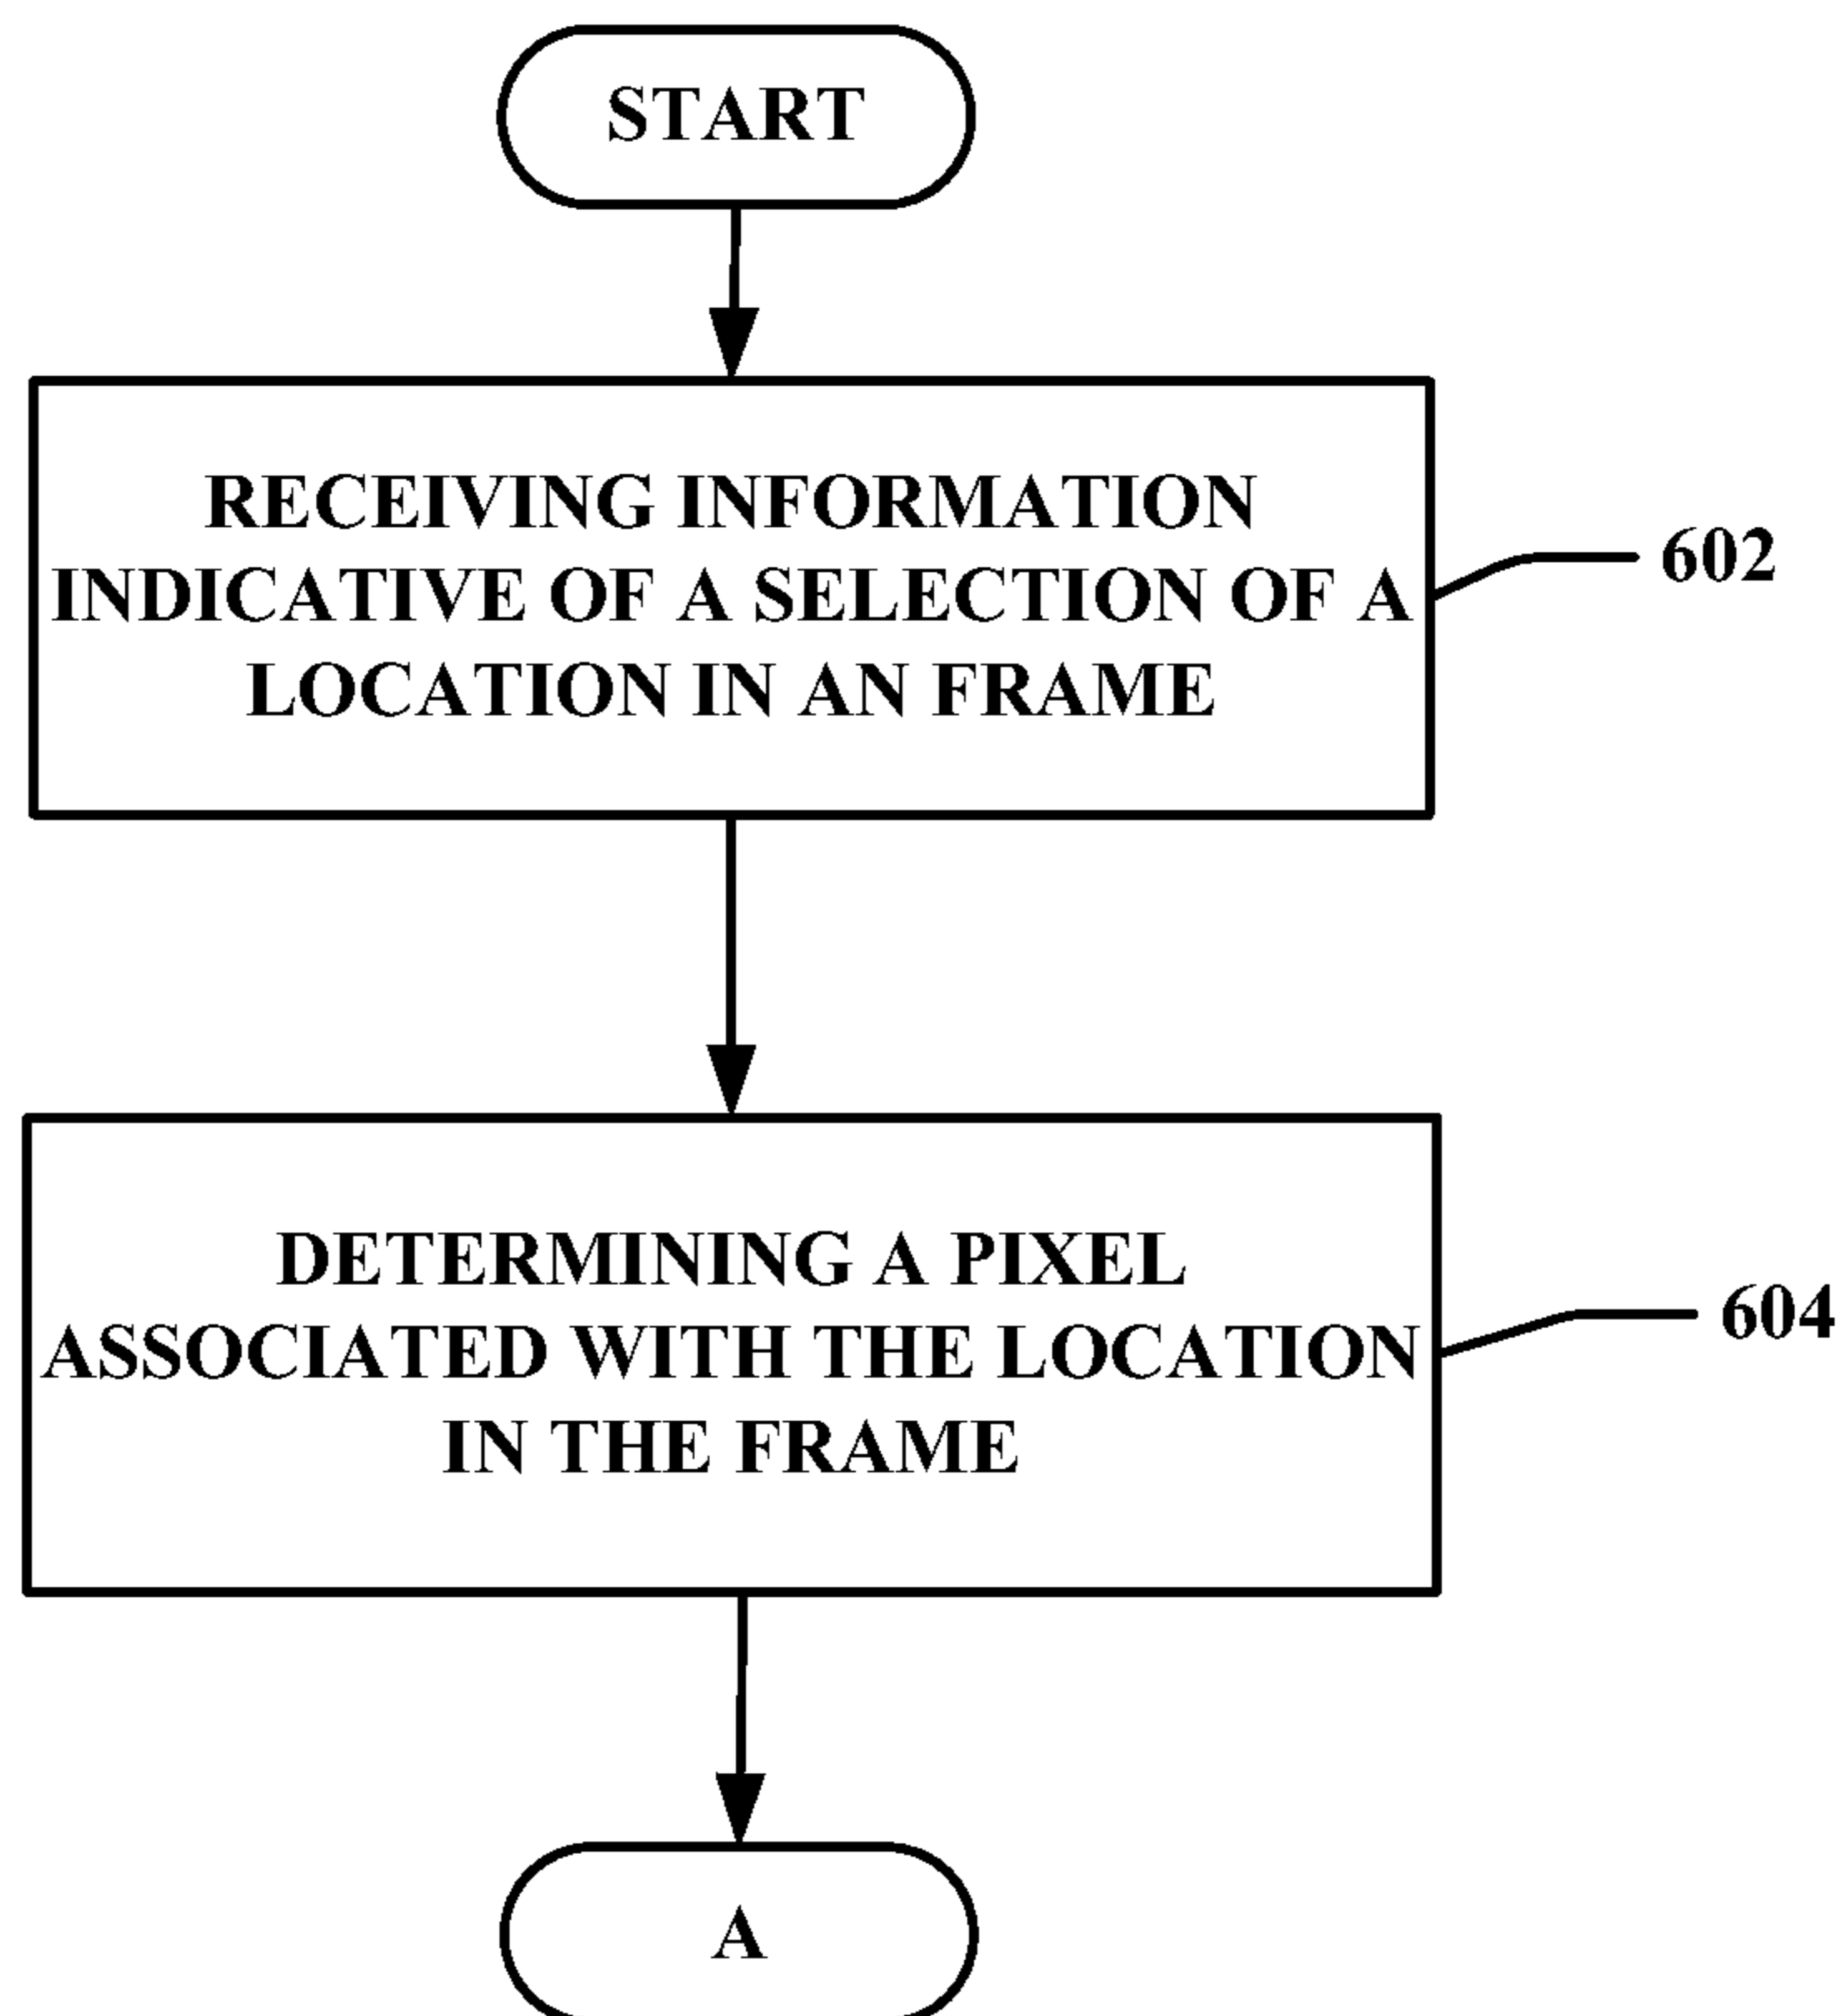 START
RECEIVING INFORMATION
INDICATIVE OF A SELECTION OF A
LOCATION IN AN FRAME
602
DETERMINING A PIXEL
ASSOCIATED WITH THE LOCATION
IN THE FRAME
604
A